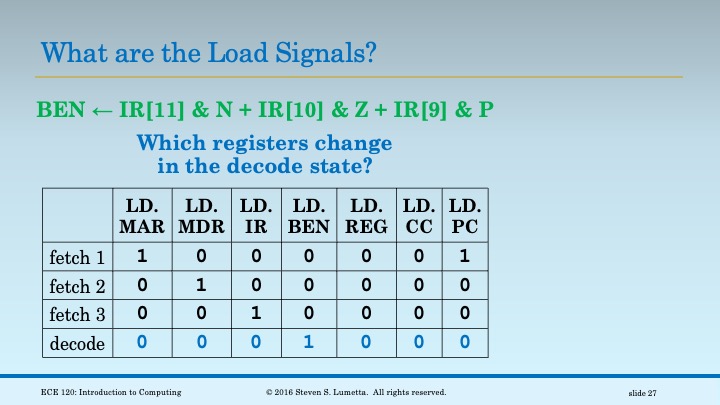 What are the Load Signals?
BEN ← IR[11] & N + IR[10] & Z + IR[9] & P
Which registers change
in the decode state?
LD. LD. LD. LD. LD. LD. LD.
MAR MDR IR BEN REG CC PC
fetch 1 1 0 0 0 0 0 1
fetch 2 0 1 0 0 0 0 0
fetch 3 0 0 1 0 0 0 0
decode 0 0 0 1 0 0 0
ECE 120: Introduction to Computing © 2016 Steven S. Lumetta. All rights reserved. slide 27